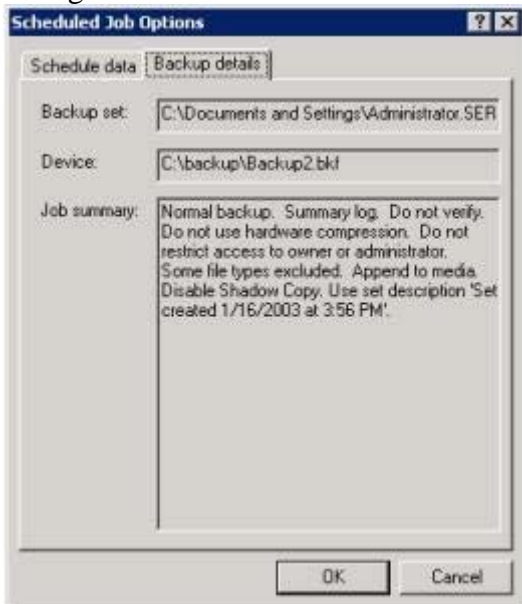 Scheduled Job Options
Schedule data Backup details
Backup set: C:\Documents and Settings\Administrator.SER
Device: C:\backup\Backup2.bkf
Job summary: Normal backup. Summary log. Do not verify.
Do not use hardware compression. Do not
restrict access to owner or administrator.
Some file types excluded. Append to media.
Disable Shadow Copy. Use set description 'Set
created 1/16/2003 at 3:56 PM'.
OK Cancel